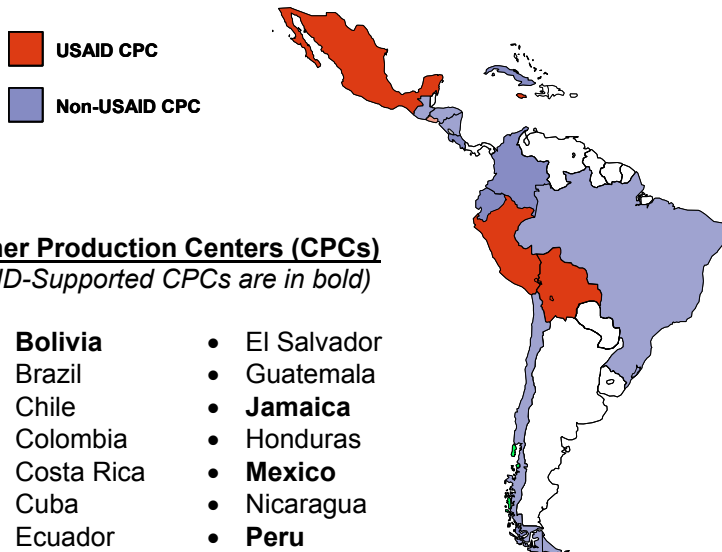 USAID CPC
Non-USAID CPC
ner Production Centers (CPCs)
ID-Supported CPCs are in bold)
Bolivia
Brazil
Chile
Colombia
Costa Rica
Cuba
Ecuador
• El Salvador
• Guatemala
• Jamaica
• Honduras
• Mexico
• Nicaragua
• Peru